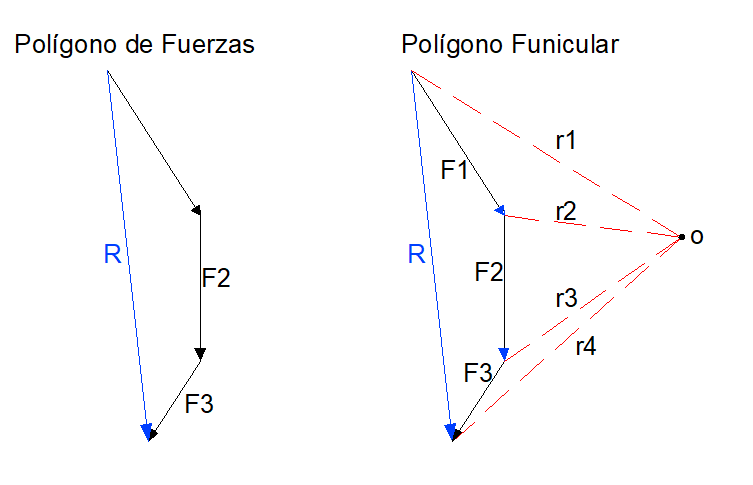 Polígono de Fuerzas
R
F2
F3
Polígono Funicular
r1
F1
r2
o
R
F2
r3
r4
F3